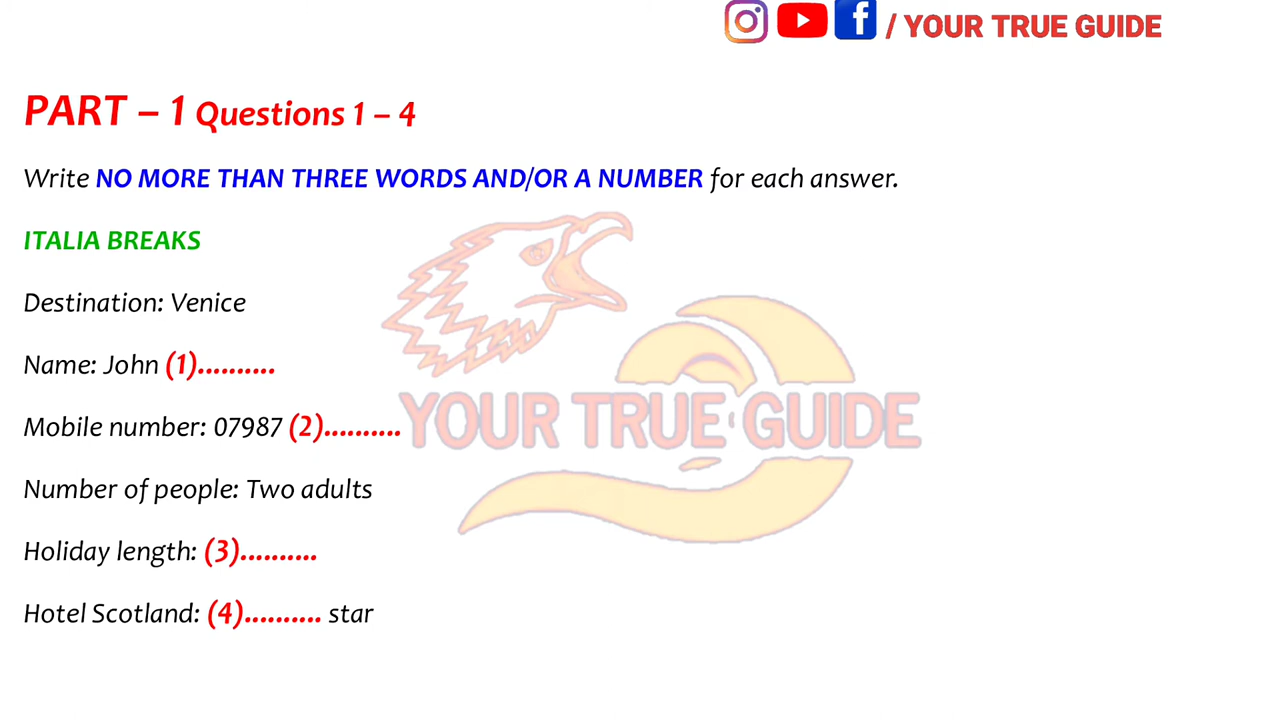 / YOUR TRUE GUIDE
PART – 1 Questions 1 – 4
Write NO MORE THAN THREE WORDS AND/OR A NUMBER for each answer.
ITALIA BREAKS
Destination: Venice
Name: John (1)..........
Mobile number: 07987 (2)..........
YOUR TRUE GUIDE
Number of people: Two adults
Holiday length: (3)..........
Hotel Scotland: (4).......... star